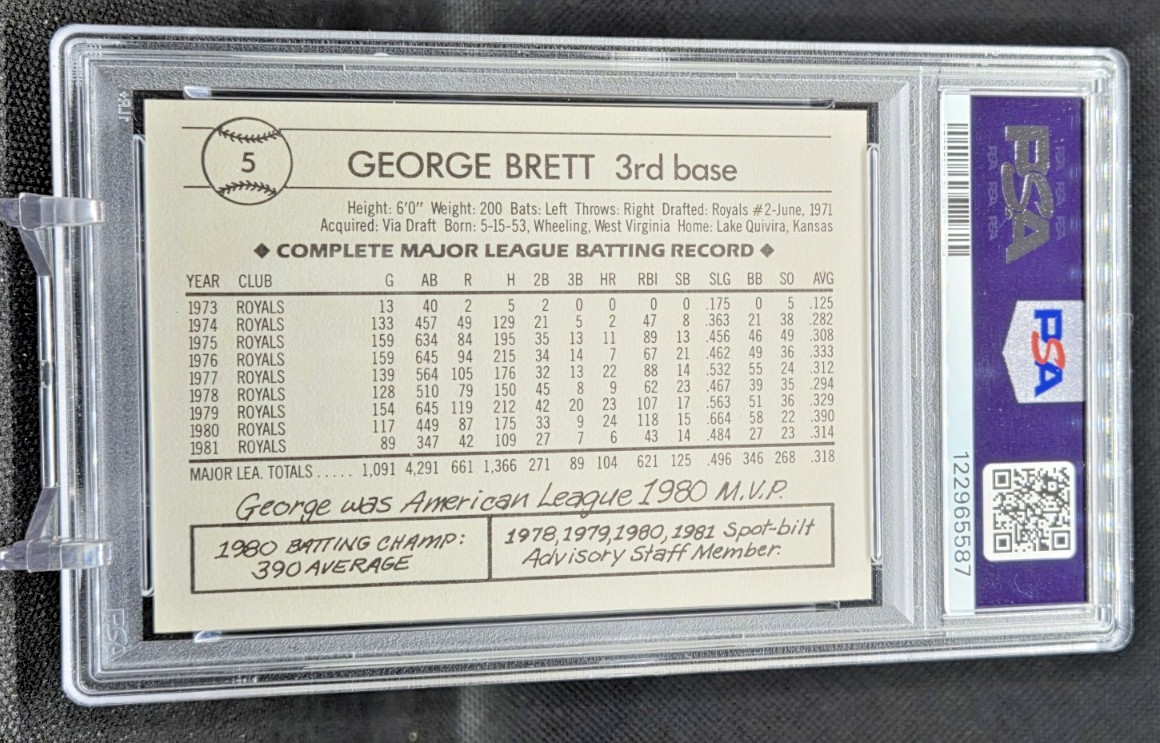 5
GEORGE BRETT 3rd base
Height: 6'0" Weight: 200 Bats: Left Throws: Right Drafted: Royals #2-June, 1971
Acquired: Via Draft Born: 5-15-53, Wheeling, West Virginia Home: Lake Quivira, Kansas
◆ COMPLETE MAJOR LEAGUE BATTING RECORD ◆
YEAR CLUB G AB R H 2B 3B HR RBI SB SLG BB SO AVG
1973 ROYALS 13 40 2 5 2 0 0 0 0 .175 0 5 .125
1974 ROYALS 133 457 49 129 21 5 2 47 8 .363 21 38 .282
1975 ROYALS 159 634 84 195 35 13 11 89 13 .456 46 49 .308
1976 ROYALS 159 645 94 215 34 14 7 67 21 .462 49 36 .333
1977 ROYALS 139 564 105 176 32 13 22 88 14 .532 55 24 .312
1978 ROYALS 128 510 79 150 45 8 9 62 23 .467 39 35 .294
1979 ROYALS 154 645 119 212 42 20 23 107 17 .563 51 36 .329
1980 ROYALS 117 449 87 175 33 9 24 118 15 .664 58 22 .390
1981 ROYALS 89 347 42 109 27 7 6 43 14 .484 27 23 .314
MAJOR LEA. TOTALS ..... 1,091 4,291 661 1,366 271 89 104 621 125 .496 346 268 .318
George was American League 1980 M.V.P.
1980 BATTING CHAMP:
390 AVERAGE
1978, 1979, 1980, 1981 Spot-bilt
Advisory Staff Member.
PSA
PSA
12296558​7